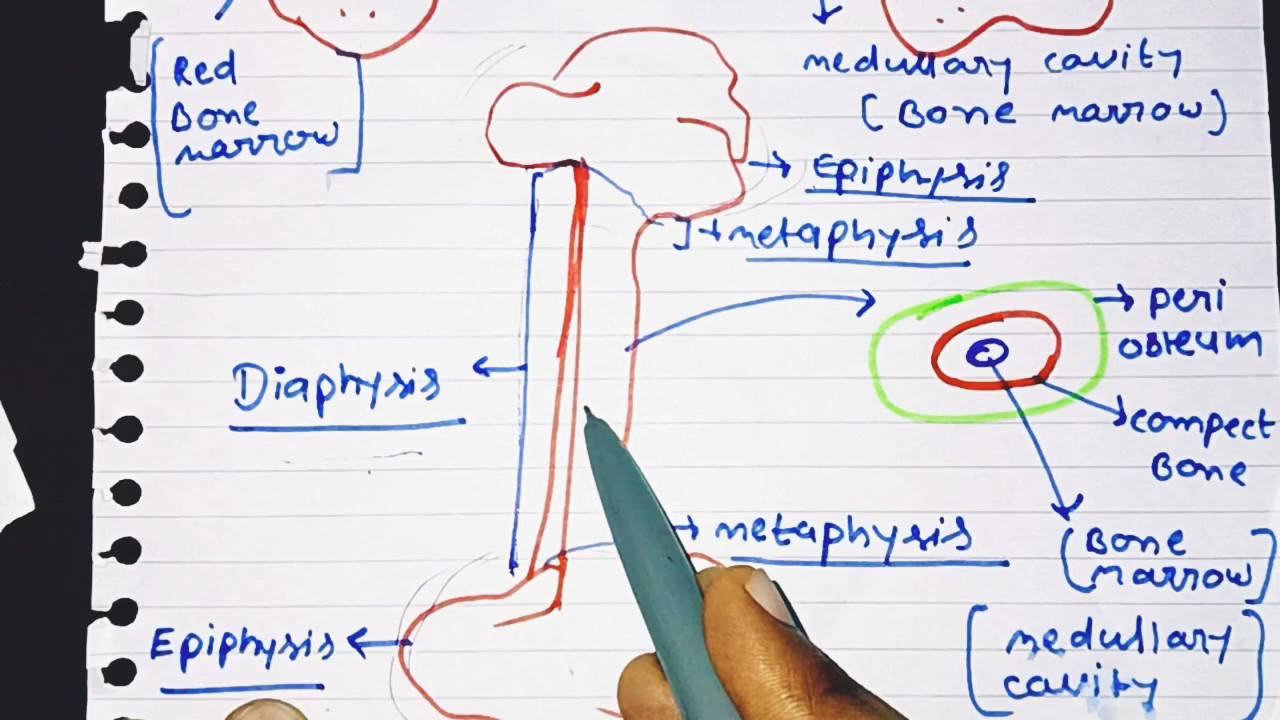 Red
Bone
marrow
medullary cavity
[Bone marrow]
Epiphysis
metaphysis
peri
osteum
Diaphysis
compect
Bone
metaphysis
[Bone
marrow]
Epiphysis
[medullary
cavity]